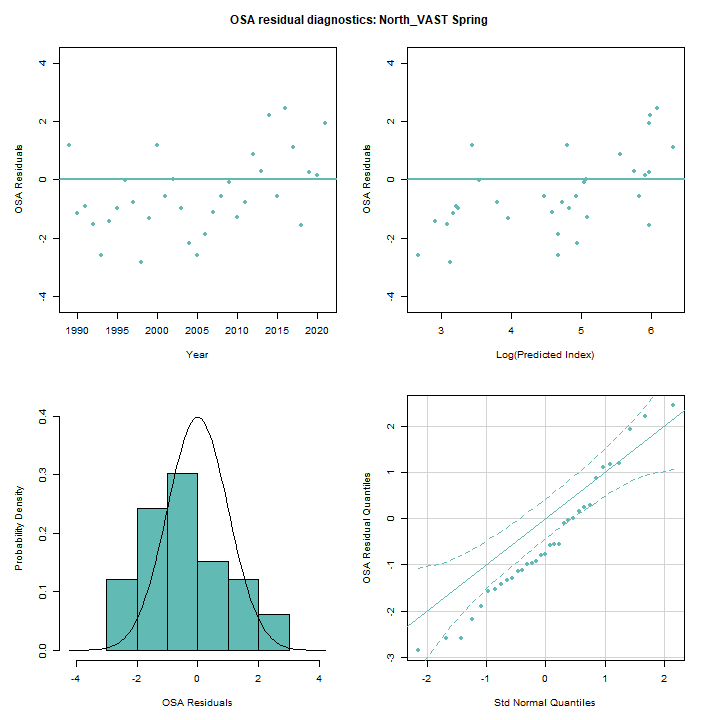 OSA residual diagnostics: North_VAST Spring
OSA Residuals
4
2
0
-2
-4
1990 1995 2000 2005 2010 2015 2020
Year
OSA Residuals
4
2
0
-2
-4
3 4 5 6
Log(Predicted Index)
Probability Density
0.4
0.3
0.2
0.1
0.0
-4 -2 0 2 4
OSA Residuals
OSA Residual Quantiles
2
1
0
-1
-2
-3
-2 -1 0 1 2
Std Normal Quantiles